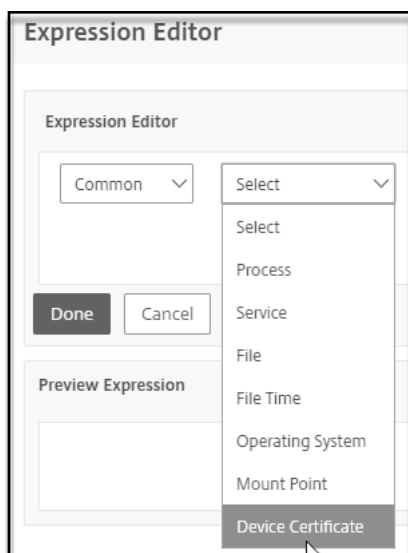 Expression Editor
Expression Editor
Common Select
Select
Process
Done Cancel Service
File
Preview Expression
File Time
Operating System
Mount Point
Device Certificate